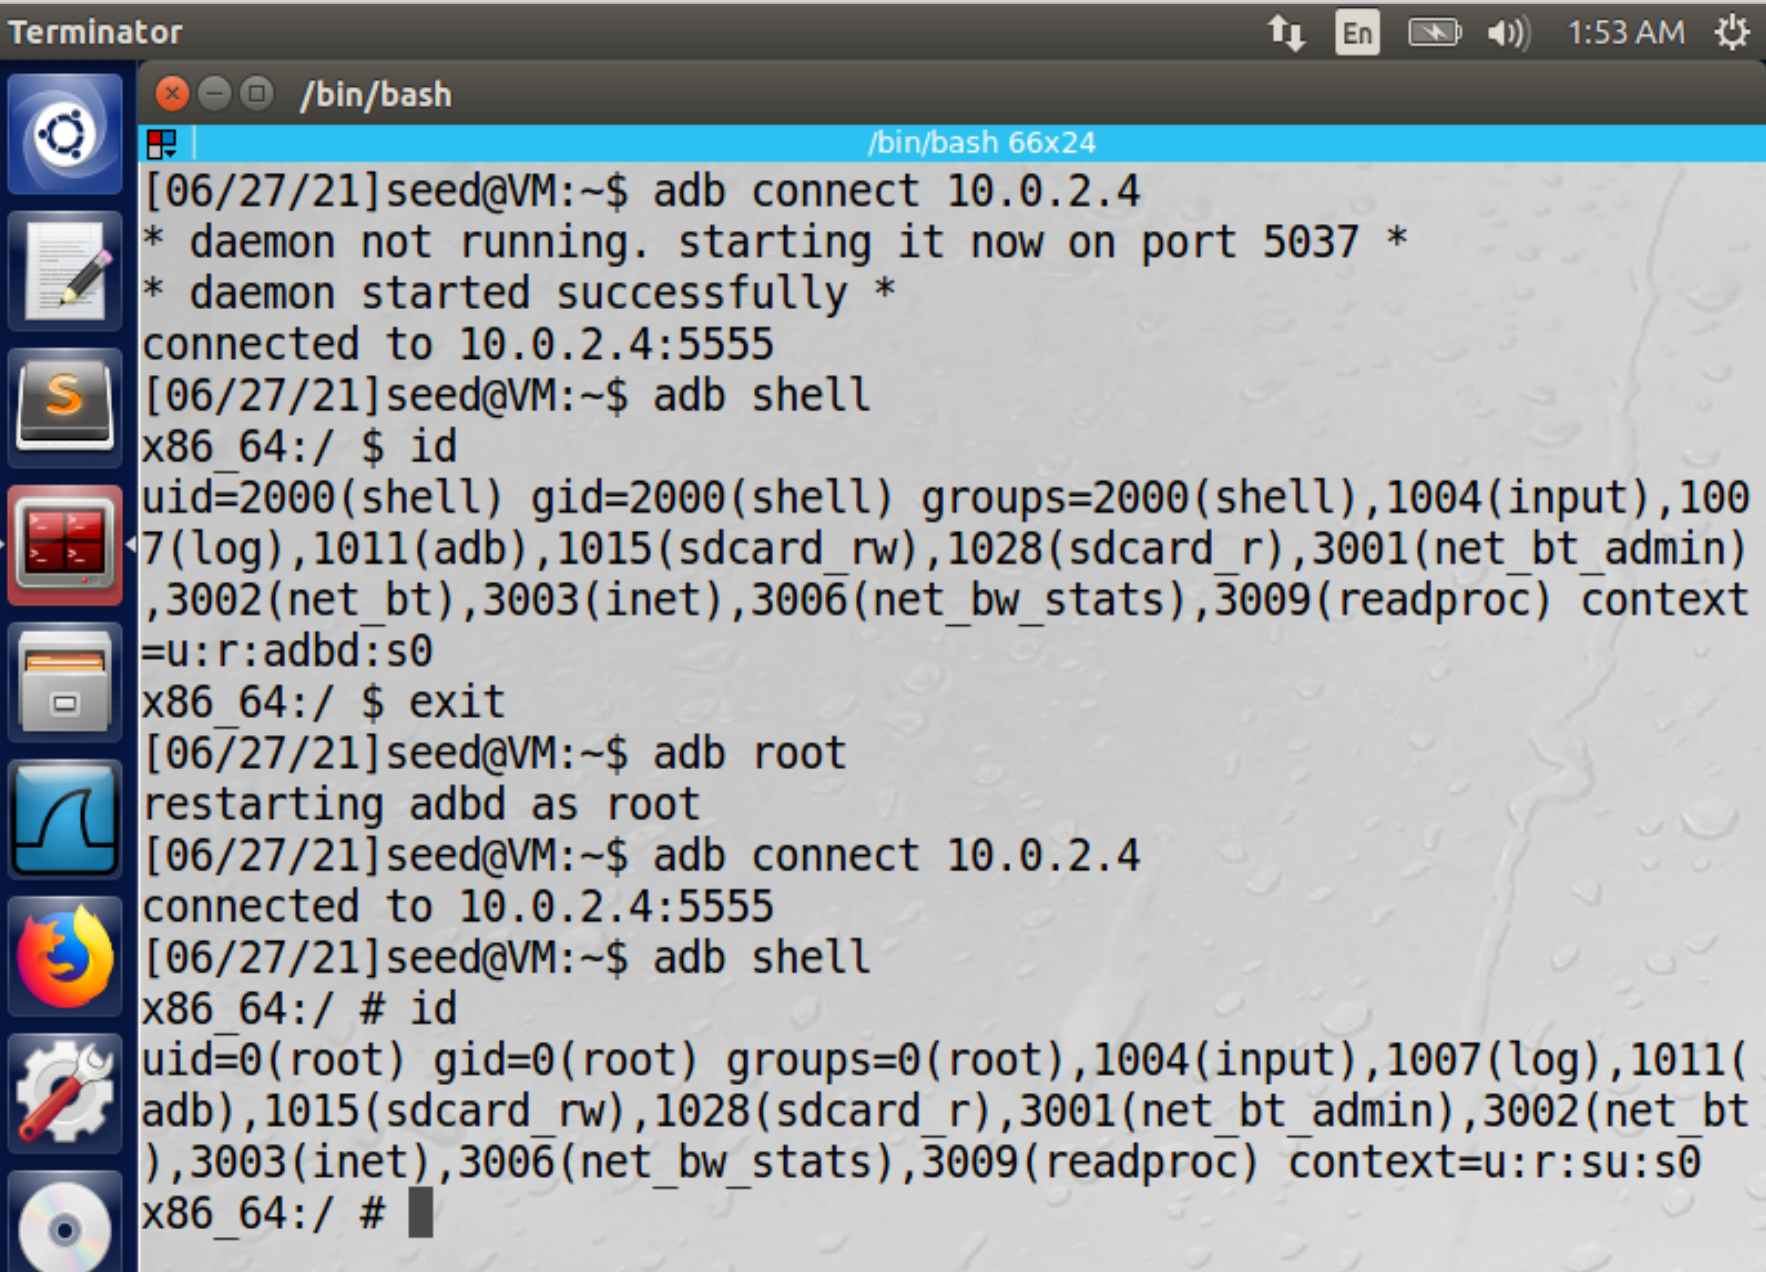 Terminator
En
1:53 AM
/bin/bash
/bin/bash 66x24
[06/27/21]seed@VM:~$ adb connect 10.0.2.4
* daemon not running. starting it now on port 5037 *
* daemon started successfully *
connected to 10.0.2.4:5555
[06/27/21]seed@VM:~$ adb shell
x86_64:/ $ id
uid=2000(shell) gid=2000(shell) groups=2000(shell),1004(input),100
7(log),1011(adb),1015(sdcard_rw),1028(sdcard_r),3001(net_bt_admin)
,3002(net_bt),3003(inet),3006(net_bw_stats),3009(readproc) context
=u:r:adbd:s0
x86_64:/ $ exit
[06/27/21]seed@VM:~$ adb root
restarting adbd as root
[06/27/21]seed@VM:~$ adb connect 10.0.2.4
connected to 10.0.2.4:5555
[06/27/21]seed@VM:~$ adb shell
x86_64:/ # id
uid=0(root) gid=0(root) groups=0(root),1004(input),1007(log),1011(
adb),1015(sdcard_rw),1028(sdcard_r),3001(net_bt_admin),3002(net_bt
),3003(inet),3006(net_bw_stats),3009(readproc) context=u:r:su:s0
x86_64:/ #